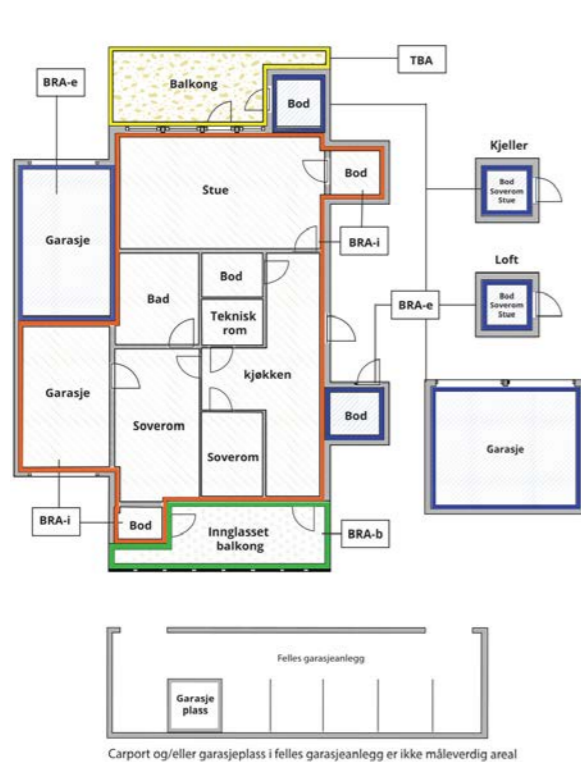 TBA
BRA-e
Balkong
Bod
Kjeller
Bod
Soverom
Stue
Bod
Stue
Garasje
BRA-i
Loft
Bod
Bad
Teknisk
rom
BRA-e
Bod
Soverom
Stue
kjøkken
Garasje
Bod
Soverom
Soverom
Garasje
BRA-i
Bod
Innglasset
balkong
BRA-b
Felles garasjeanlegg
Garasje
plass
Carport og/eller garasjeplass i felles garasjeanlegg er ikke måleverdig areal